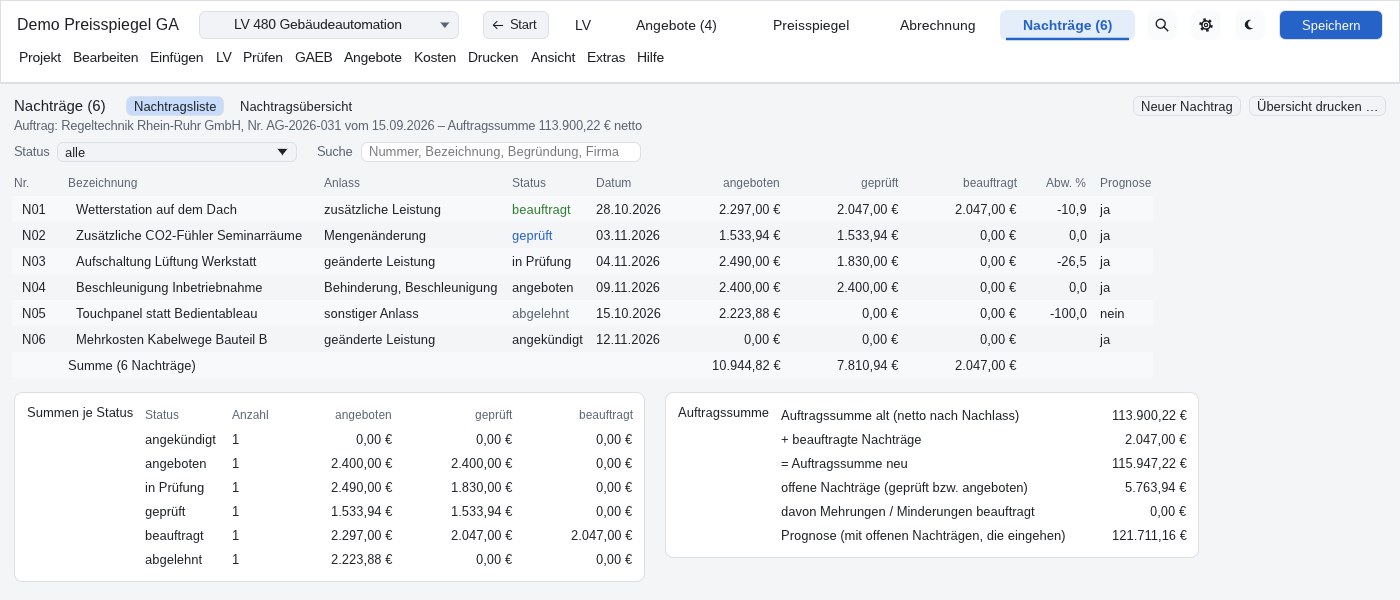 Demo Preisspiegel GA LV 480 Gebäudeautomation ← Start LV Angebote (4) Preisspiegel Abrechnung Nachträge (6) Speichern
Projekt Bearbeiten Einfügen LV Prüfen GAEB Angebote Kosten Drucken Ansicht Extras Hilfe
Nachträge (6) Nachtragsliste Nachtragsübersicht Neuer Nachtrag Übersicht drucken ...
Auftrag: Regeltechnik Rhein-Ruhr GmbH, Nr. AG-2026-031 vom 15.09.2026 – Auftragssumme 113.900,22 € netto
Status alle Suche Nummer, Bezeichnung, Begründung, Firma
Nr. Bezeichnung Anlass Status Datum angeboten geprüft beauftragt Abw. % Prognose
N01 Wetterstation auf dem Dach zusätzliche Leistung beauftragt 28.10.2026 2.297,00 € 2.047,00 € 2.047,00 € -10,9 ja
N02 Zusätzliche CO2-Fühler Seminarräume Mengenänderung geprüft 03.11.2026 1.533,94 € 1.533,94 € 0,00 € 0,0 ja
N03 Aufschaltung Lüftung Werkstatt geänderte Leistung in Prüfung 04.11.2026 2.490,00 € 1.830,00 € 0,00 € -26,5 ja
N04 Beschleunigung Inbetriebnahme Behinderung, Beschleunigung angeboten 09.11.2026 2.400,00 € 2.400,00 € 0,00 € 0,0 ja
N05 Touchpanel statt Bedientableau sonstiger Anlass abgelehnt 15.10.2026 2.223,88 € 0,00 € 0,00 € -100,0 nein
N06 Mehrkosten Kabelwege Bauteil B geänderte Leistung angekündigt 12.11.2026 0,00 € 0,00 € 0,00 € ja
Summe (6 Nachträge) 10.944,82 € 7.810,94 € 2.047,00 €
Summen je Status Status Anzahl angeboten geprüft beauftragt
angekündigt 1 0,00 € 0,00 € 0,00 €
angeboten 1 2.400,00 € 2.400,00 € 0,00 €
in Prüfung 1 2.490,00 € 1.830,00 € 0,00 €
geprüft 1 1.533,94 € 1.533,94 € 0,00 €
beauftragt 1 2.297,00 € 2.047,00 € 2.047,00 €
abgelehnt 1 2.223,88 € 0,00 € 0,00 €
Auftragssumme Auftragssumme alt (netto nach Nachlass) 113.900,22 €
+ beauftragte Nachträge 2.047,00 €
= Auftragssumme neu 115.947,22 €
offene Nachträge (geprüft bzw. angeboten) 5.763,94 €
davon Mehrungen / Minderungen beauftragt 0,00 €
Prognose (mit offenen Nachträgen, die eingehen) 121.711,16 €